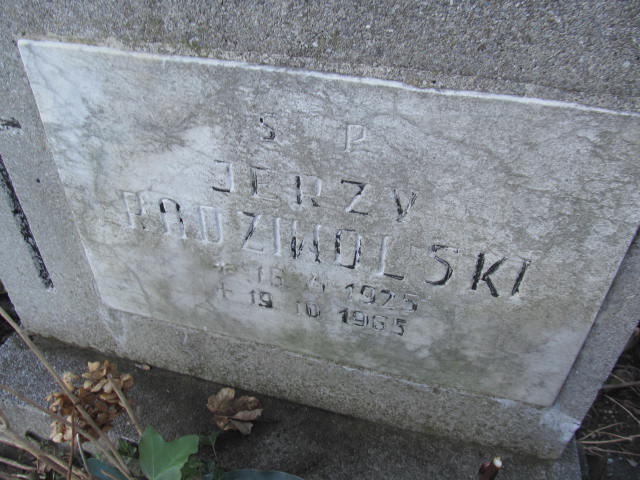 S P
JERZY
RADZIWOLSKI
* 16 4 1925
+ 19 10 1965